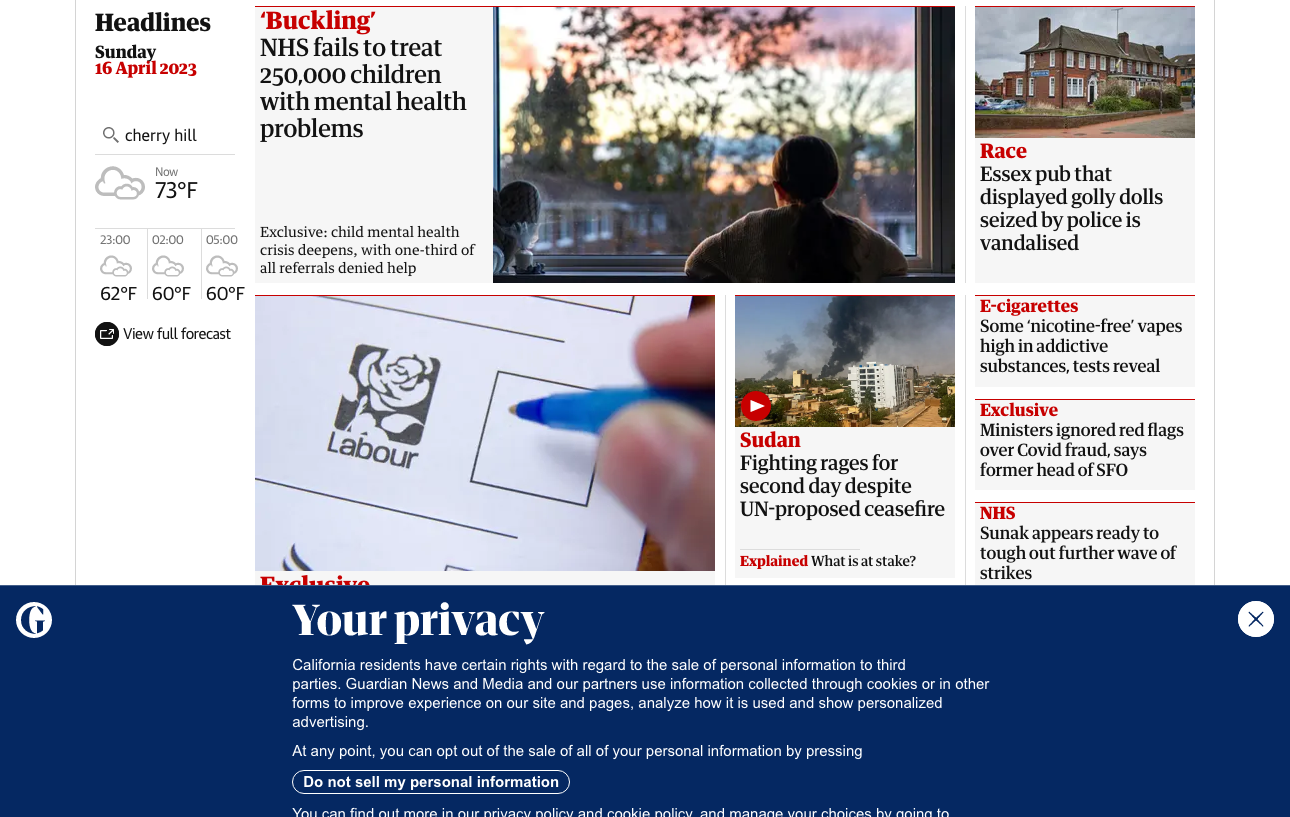 Headlines
Sunday
16 April 2023
cherry hill
Now
73°F
23:00
02:00
05:00
62°F
60°F
60°F
View full forecast
‘Buckling’
NHS fails to treat
250,000 children
with mental health
problems
Exclusive: child mental health
crisis deepens, with one-third of
all referrals denied help
Race
Essex pub that
displayed golly dolls
seized by police is
vandalised
Labour
Exclusive
Sudan
Fighting rages for
second day despite
UN-proposed ceasefire
Explained What is at stake?
E-cigarettes
Some ‘nicotine-free’ vapes
high in addictive
substances, tests reveal
Exclusive
Ministers ignored red flags
over Covid fraud, says
former head of SFO
NHS
Sunak appears ready to
tough out further wave of
strikes
Your privacy
California residents have certain rights with regard to the sale of personal information to third
parties. Guardian News and Media and our partners use information collected through cookies or in other
forms to improve experience on our site and pages, analyze how it is used and show personalized
advertising.
At any point, you can opt out of the sale of all of your personal information by pressing
Do not sell my personal information
You can find out more in our privacy policy and cookie policy, and manage your choices by going to